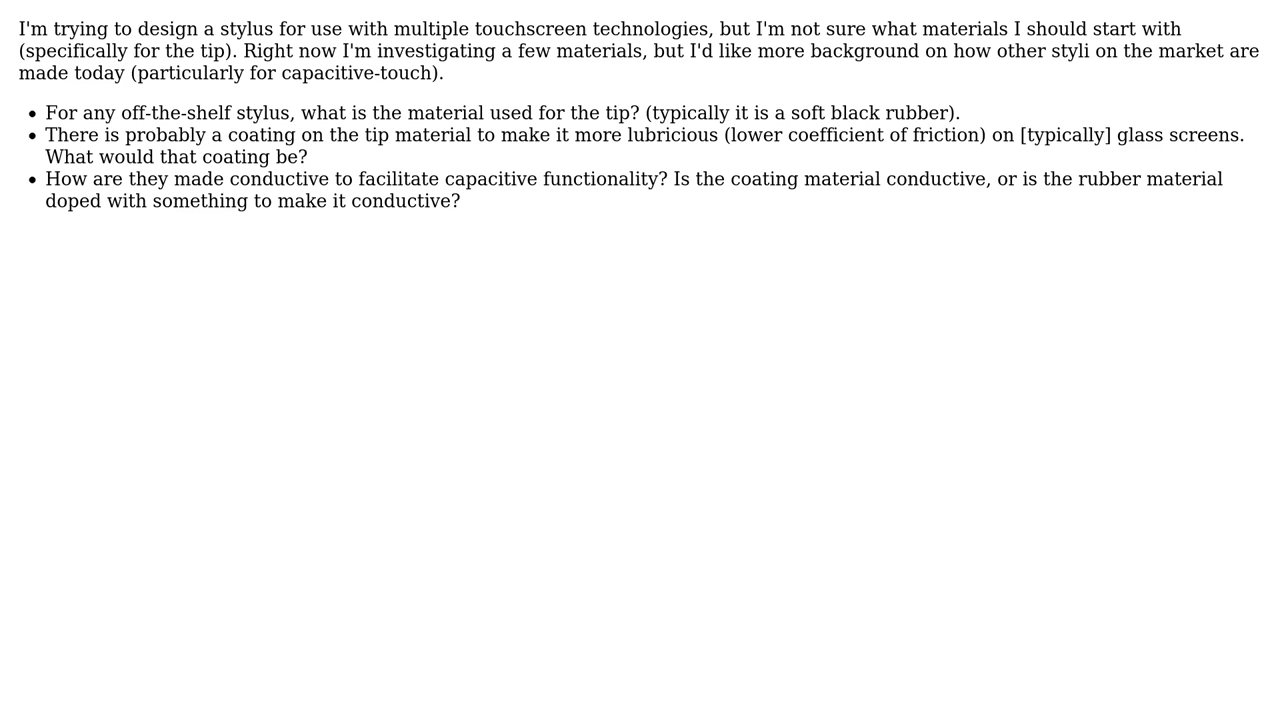 I'm trying to design a stylus for use with multiple touchscreen technologies, but I'm not sure what materials I should start with
(specifically for the tip). Right now I'm investigating a few materials, but I'd like more background on how other styli on the market are
made today (particularly for capacitive-touch).
• For any off-the-shelf stylus, what is the material used for the tip? (typically it is a soft black rubber).
• There is probably a coating on the tip material to make it more lubricious (lower coefficient of friction) on [typically] glass screens.
What would that coating be?
• How are they made conductive to facilitate capacitive functionality? Is the coating material conductive, or is the rubber material
doped with something to make it conductive?